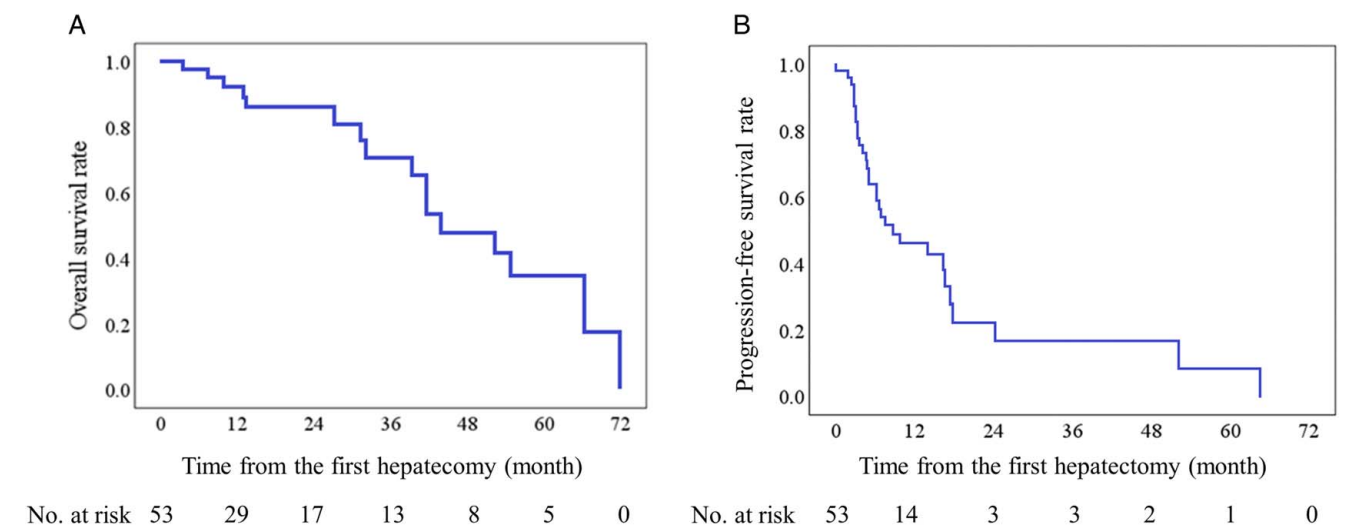 A
Overall survival rate
1.0
0.8
0.6
0.4
0.2
0.0
0 12 24 36 48 60 72
Time from the first hepatecomy (month)
No. at risk 53 29 17 13 8 5 0
B
Progression-free survival rate
1.0
0.8
0.6
0.4
0.2
0.0
0 12 24 36 48 60 72
Time from the first hepatectomy (month)
No. at risk 53 14 3 3 2 1 0